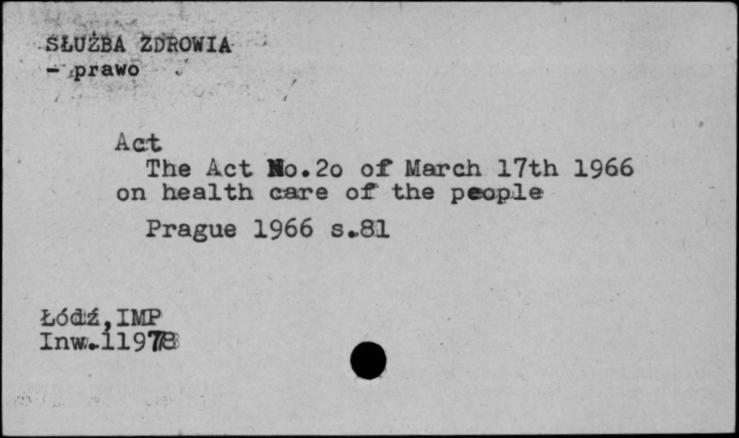 SŁUŻBA ZDROWIA
- prawo
Act
The Act No.2o of March 17th 1966
on health care of the people
Prague 1966 s.81
Łódź,IMP
Inw.11978